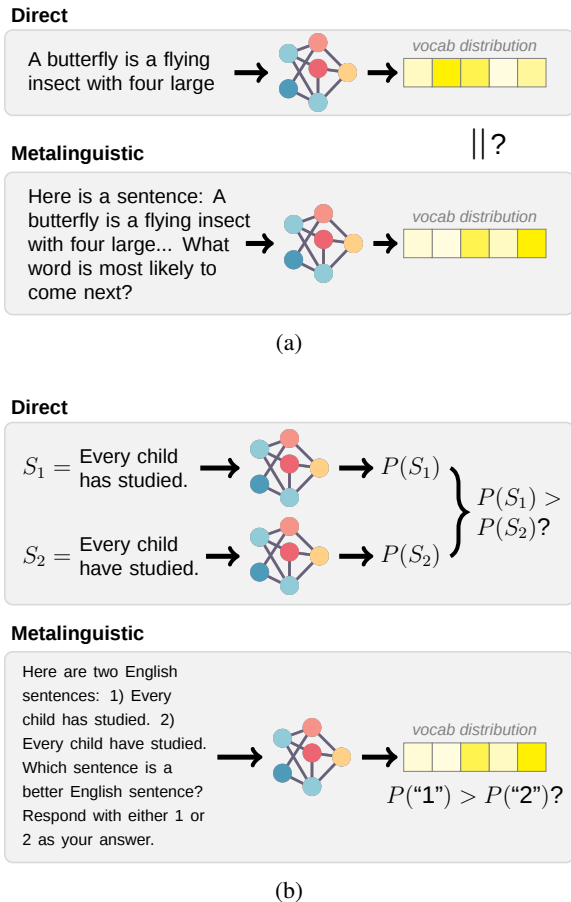 Direct
A butterfly is a flying
insect with four large
vocab distribution
||?
Metalinguistic
Here is a sentence: A
butterfly is a flying insect
with four large... What
word is most likely to
come next?
vocab distribution
(a)
Direct
S₁ = Every child
has studied.
P(S₁)
S₂ = Every child
have studied.
P(S₂)
P(S₁) >
P(S₂)?
Metalinguistic
Here are two English
sentences: 1) Every
child has studied. 2)
Every child have studied.
Which sentence is a
better English sentence?
Respond with either 1 or
2 as your answer.
vocab distribution
P(“1”) > P(“2”)?
(b)